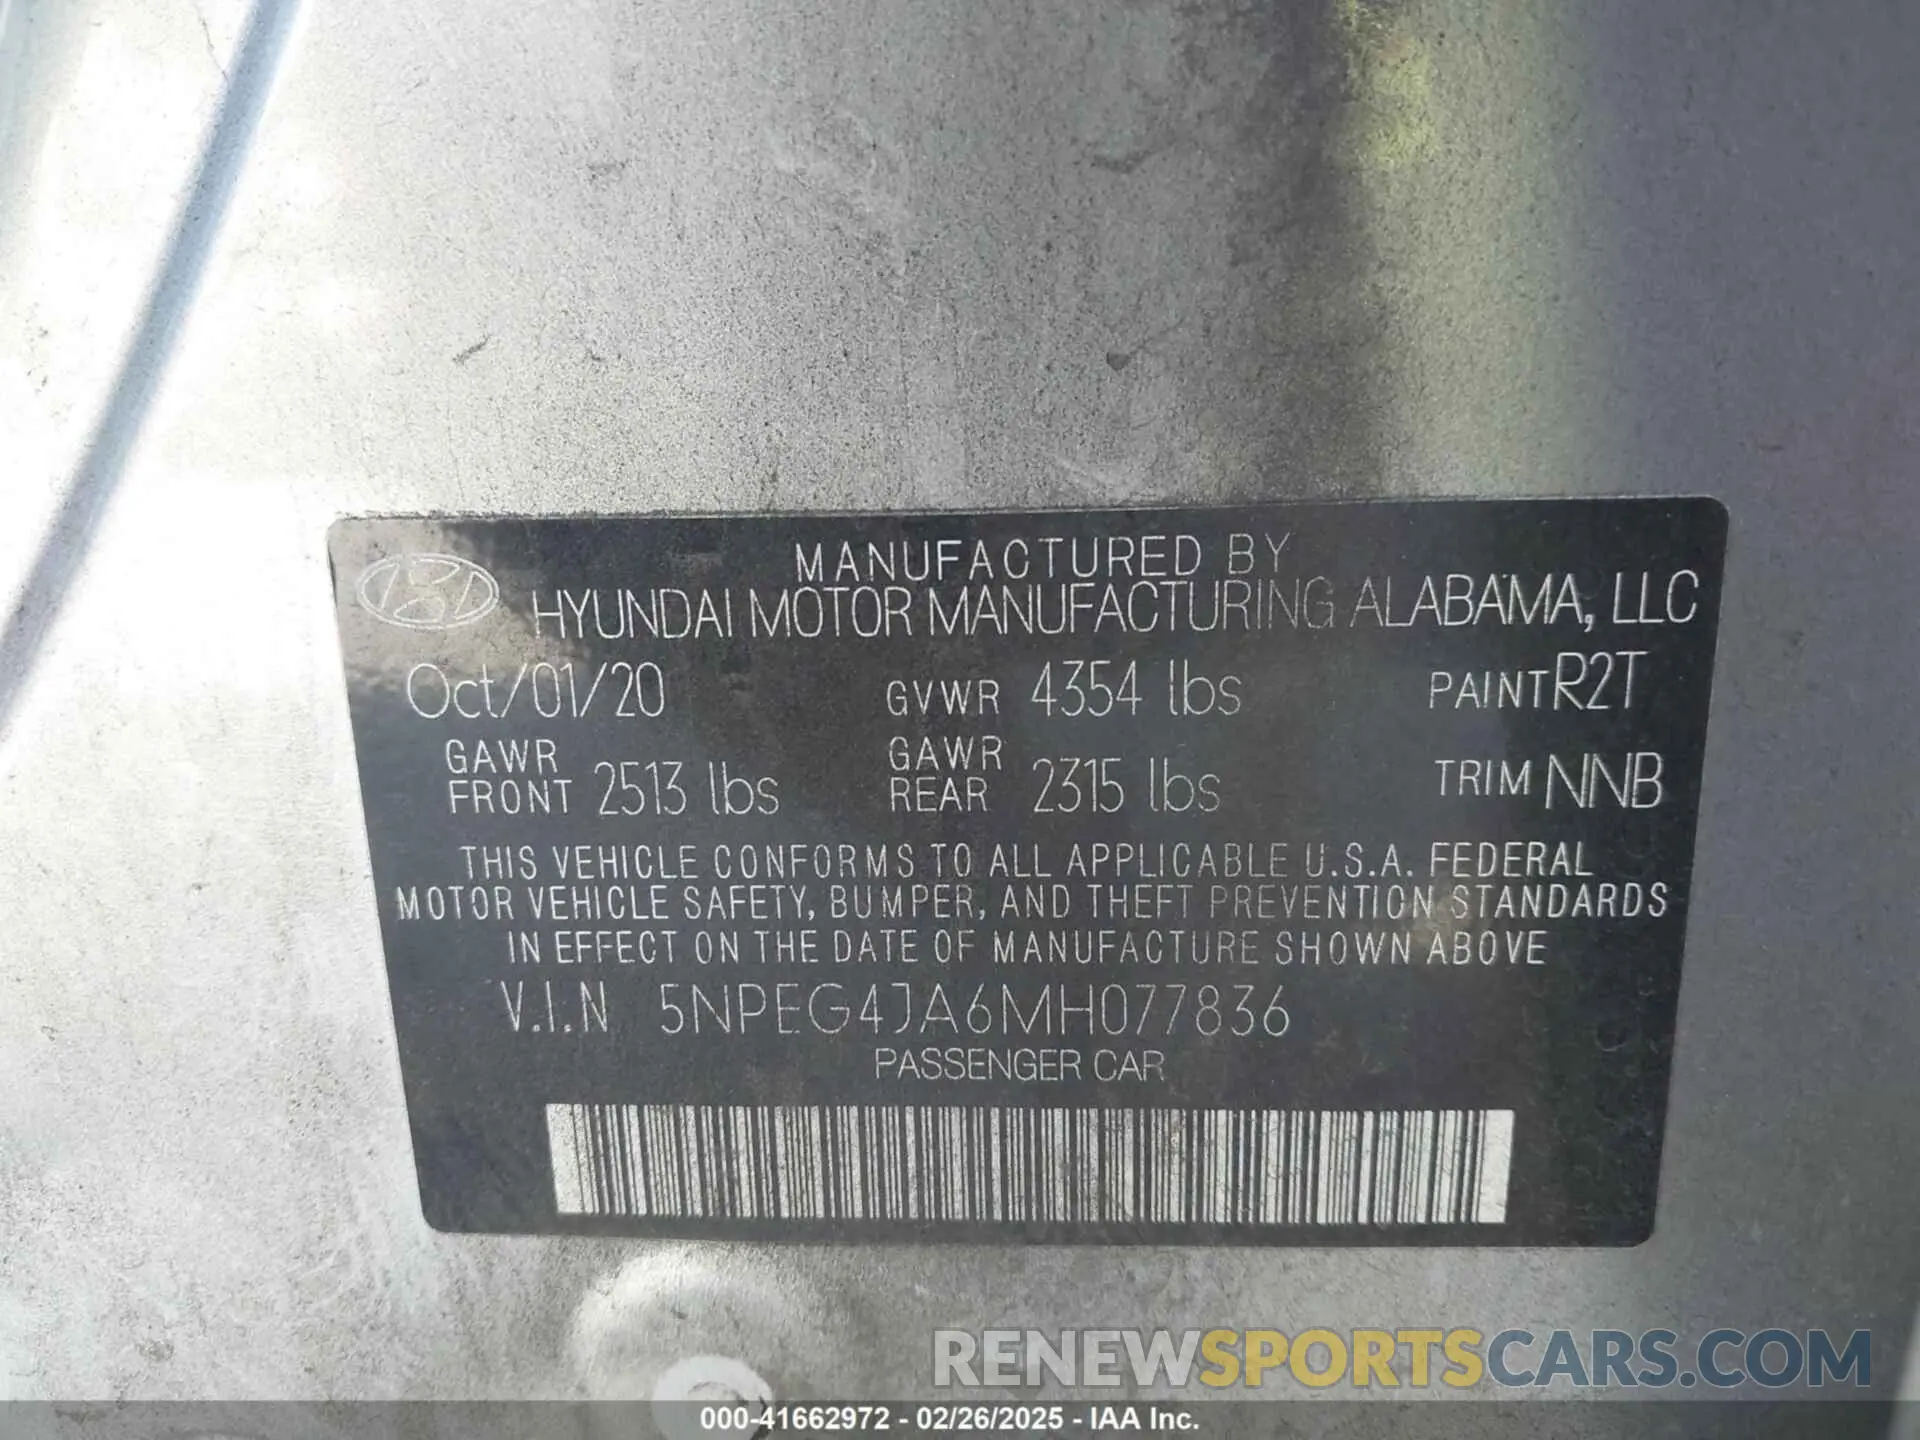 MANUFACTURED BY
HYUNDAI MOTOR MANUFACTURING ALABAMA, LLC
Oct/01/20 GVWR 4354 lbs PAINT R2T
GAWR FRONT 2513 lbs GAWR REAR 2315 lbs TRIM NNB
THIS VEHICLE CONFORMS TO ALL APPLICABLE U.S.A. FEDERAL
MOTOR VEHICLE SAFETY, BUMPER, AND THEFT PREVENTION STANDARDS
IN EFFECT ON THE DATE OF MANUFACTURE SHOWN ABOVE
V.I.N 5NPEG4JA6MH077836
PASSENGER CAR
RENEWSPORTSCARS.COM
000-41662972 - 02/26/2025 - IAA Inc.